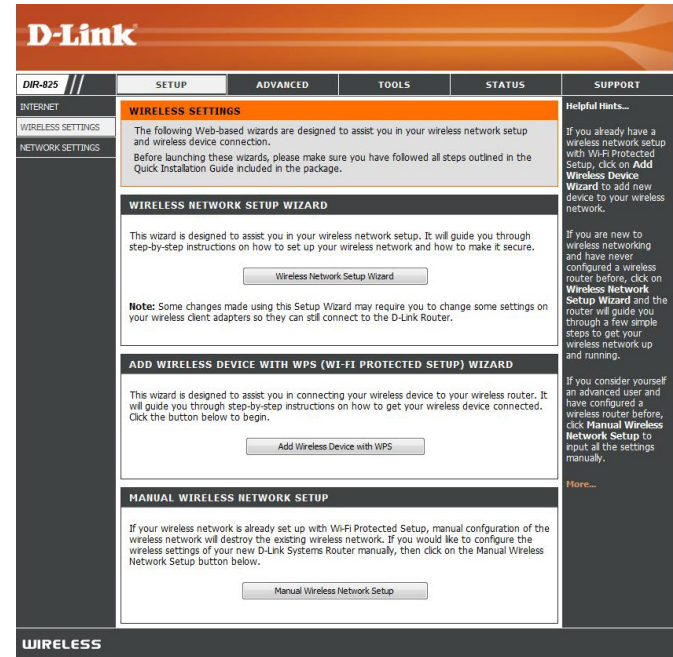 D-Link
DIR-825 //
SETUP
ADVANCED
TOOLS
STATUS
SUPPORT
INTERNET
WIRELESS SETTINGS
NETWORK SETTINGS
WIRELESS SETTINGS
The following Web-based wizards are designed to assist you in your wireless network setup
and wireless device connection.
Before launching these wizards, please make sure you have followed all steps outlined in the
Quick Installation Guide included in the package.
WIRELESS NETWORK SETUP WIZARD
This wizard is designed to assist you in your wireless network setup. It will guide you through
step-by-step instructions on how to set up your wireless network and how to make it secure.
Wireless Network Setup Wizard
Note: Some changes made using this Setup Wizard may require you to change some settings on
your wireless client adapters so they can still connect to the D-Link Router.
ADD WIRELESS DEVICE WITH WPS (WI-FI PROTECTED SETUP) WIZARD
This wizard is designed to assist you in connecting your wireless device to your wireless router. It
will guide you through step-by-step instructions on how to get your wireless device connected.
Click the button below to begin.
Add Wireless Device with WPS
MANUAL WIRELESS NETWORK SETUP
If your wireless network is already set up with Wi-Fi Protected Setup, manual confguration of the
wireless network will destroy the existing wireless network. If you would like to configure the
wireless settings of your new D-Link Systems Router manually, then click on the Manual Wireless
Network Setup button below.
Manual Wireless Network Setup
Helpful Hints...
If you already have a
wireless network setup
with Wi-Fi Protected
Setup, click on Add
Wireless Device
Wizard to add new
device to your wireless
network.
If you are new to
wireless networking
and have never
configured a wireless
router before, click on
Wireless Network
Setup Wizard and the
router will guide you
through a few simple
steps to get your
wireless network up
and running.
If you consider yourself
an advanced user and
have configured a
wireless router before,
click Manual Wireless
Network Setup to
input all the settings
manually.
More...
WIRELESS